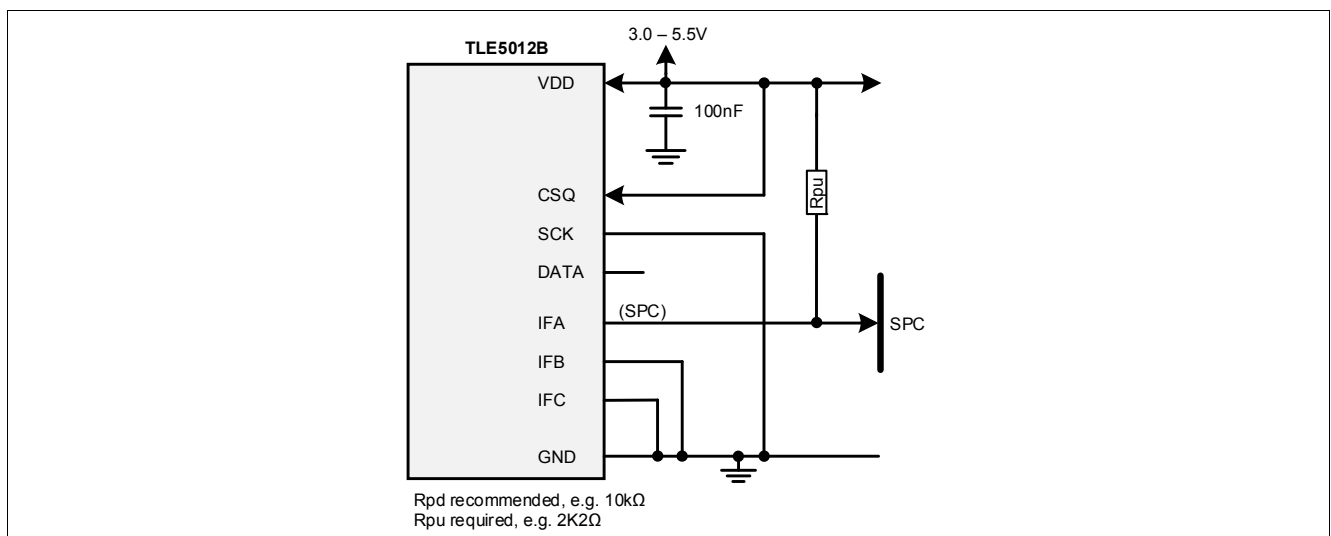 3.0 – 5.5V
TLE5012B
VDD
100nF
CSQ
Rpu
SCK
DATA
IFA
(SPC)
SPC
IFB
IFC
GND
Rpd recommended, e.g. 10kΩ
Rpu required, e.g. 2K2Ω